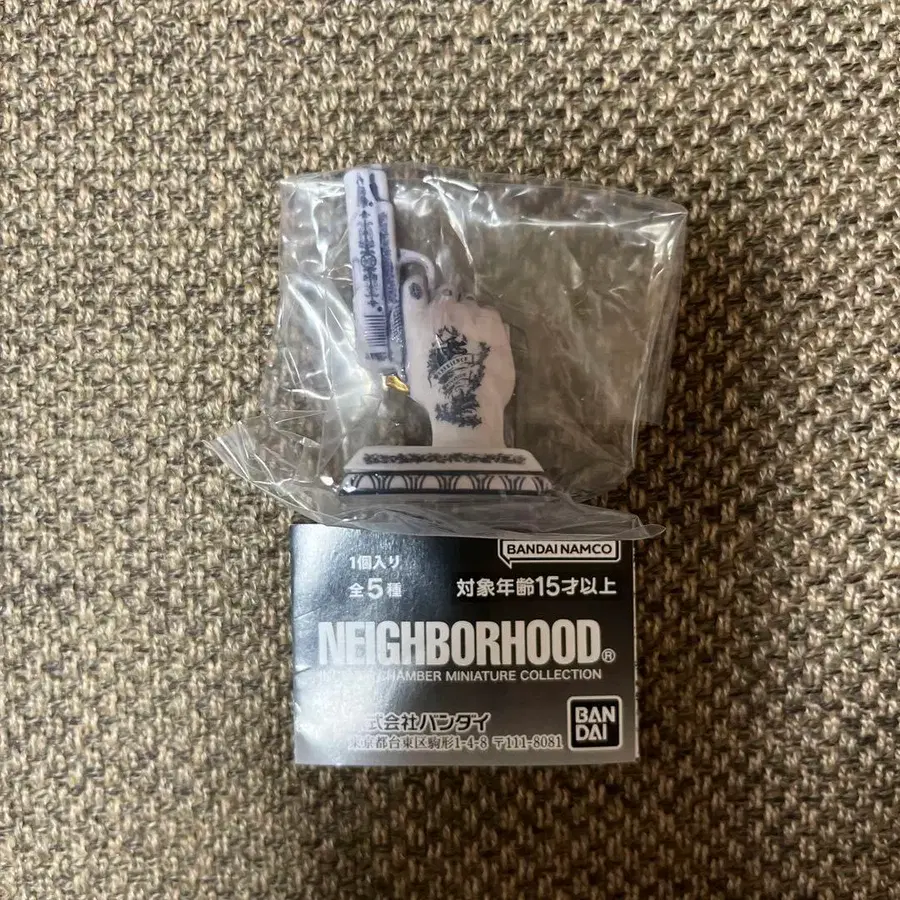 BANDAI NAMCO
1個入り
全5種
対象年齢15才以上
NEIGHBORHOOD®
CHAMBER MINIATURE COLLECTION
式会社バンダイ
東京都台東区駒形1-4-8 〒111-8081
BAN
DAI